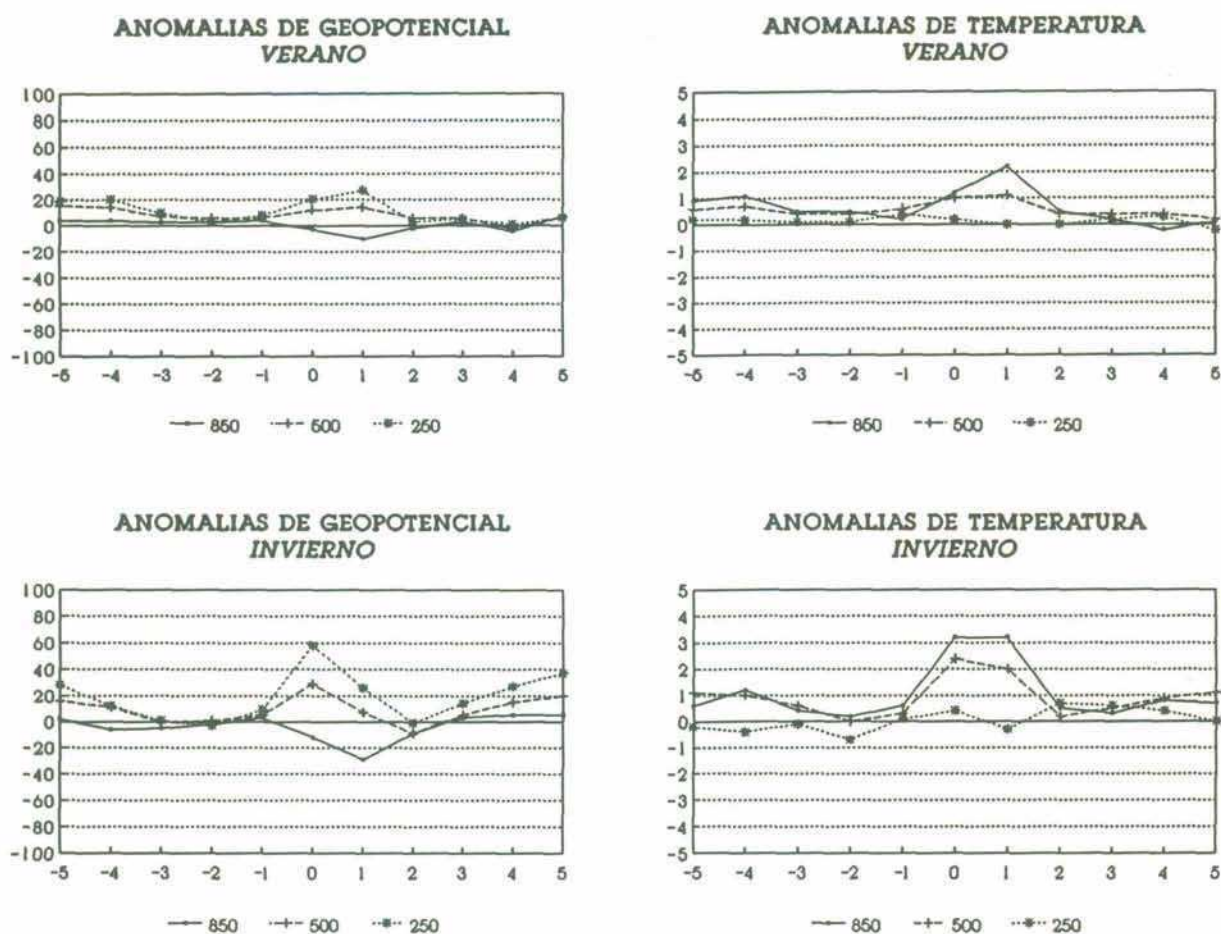 ANOMALIAS DE GEOPOTENCIAL
VERANO
100
80
60
40
20
0
-20
-40
-60
-80
-100
-5 -4 -3 -2 -1 0 1 2 3 4 5
850 500 250
ANOMALIAS DE TEMPERATURA
VERANO
5
4
3
2
1
0
-1
-2
-3
-4
-5
-5 -4 -3 -2 -1 0 1 2 3 4 5
850 500 250
ANOMALIAS DE GEOPOTENCIAL
INVIERNO
100
80
60
40
20
0
-20
-40
-60
-80
-100
-5 -4 -3 -2 -1 0 1 2 3 4 5
850 500 250
ANOMALIAS DE TEMPERATURA
INVIERNO
5
4
3
2
1
0
-1
-2
-3
-4
-5
-5 -4 -3 -2 -1 0 1 2 3 4 5
850 500 250